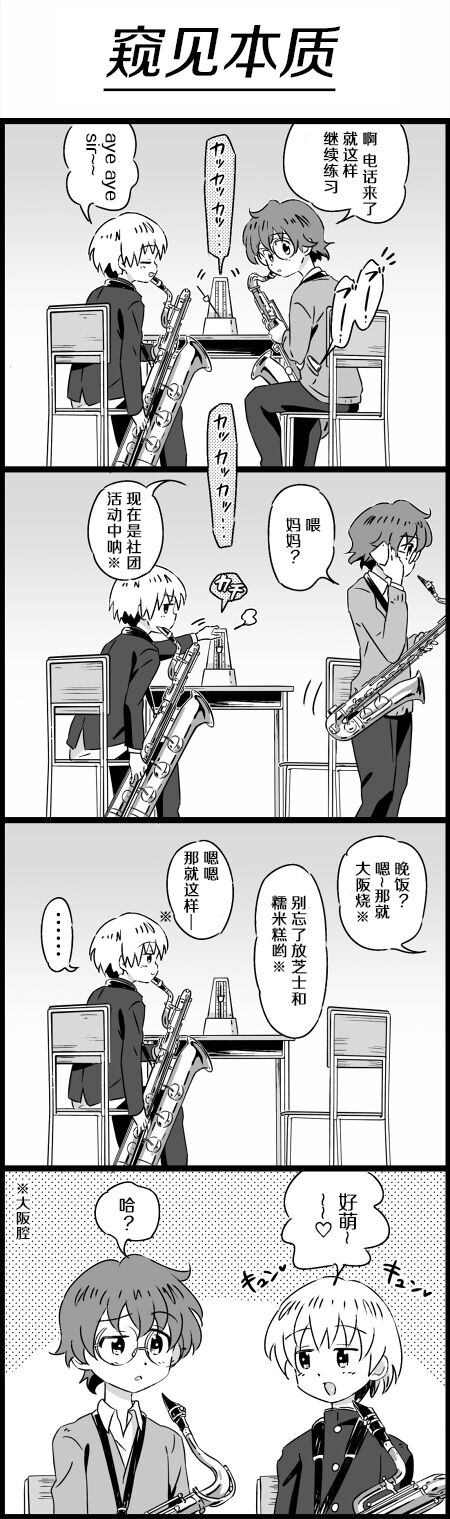 窥见本质
啊 电话来了
就这样
继续练习
カッカッカッ…
aye aye
sir~~
ブーッ
ブーッ
カッカッカッ…
喂
妈妈？
现在是社团
活动中呐※
カチッ
晚饭？
嗯~那就
大阪烧※
别忘了放芝士和
糯米糕哟※
嗯嗯
那就这样—
※
……
好萌~
~♡
キュン♥
キュン♥
哈？
※大阪腔